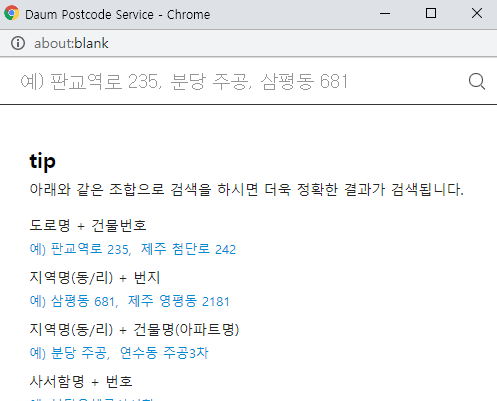 Daum Postcode Service - Chrome
about:blank
예) 판교역로 235, 분당 주공, 삼평동 681
tip
아래와 같은 조합으로 검색을 하시면 더욱 정확한 결과가 검색됩니다.
도로명 + 건물번호
예) 판교역로 235, 제주 첨단로 242
지역명(동/리) + 번지
예) 삼평동 681, 제주 영평동 2181
지역명(동/리) + 건물명(아파트명)
예) 분당 주공, 연수동 주공3차
사서함명 + 번호